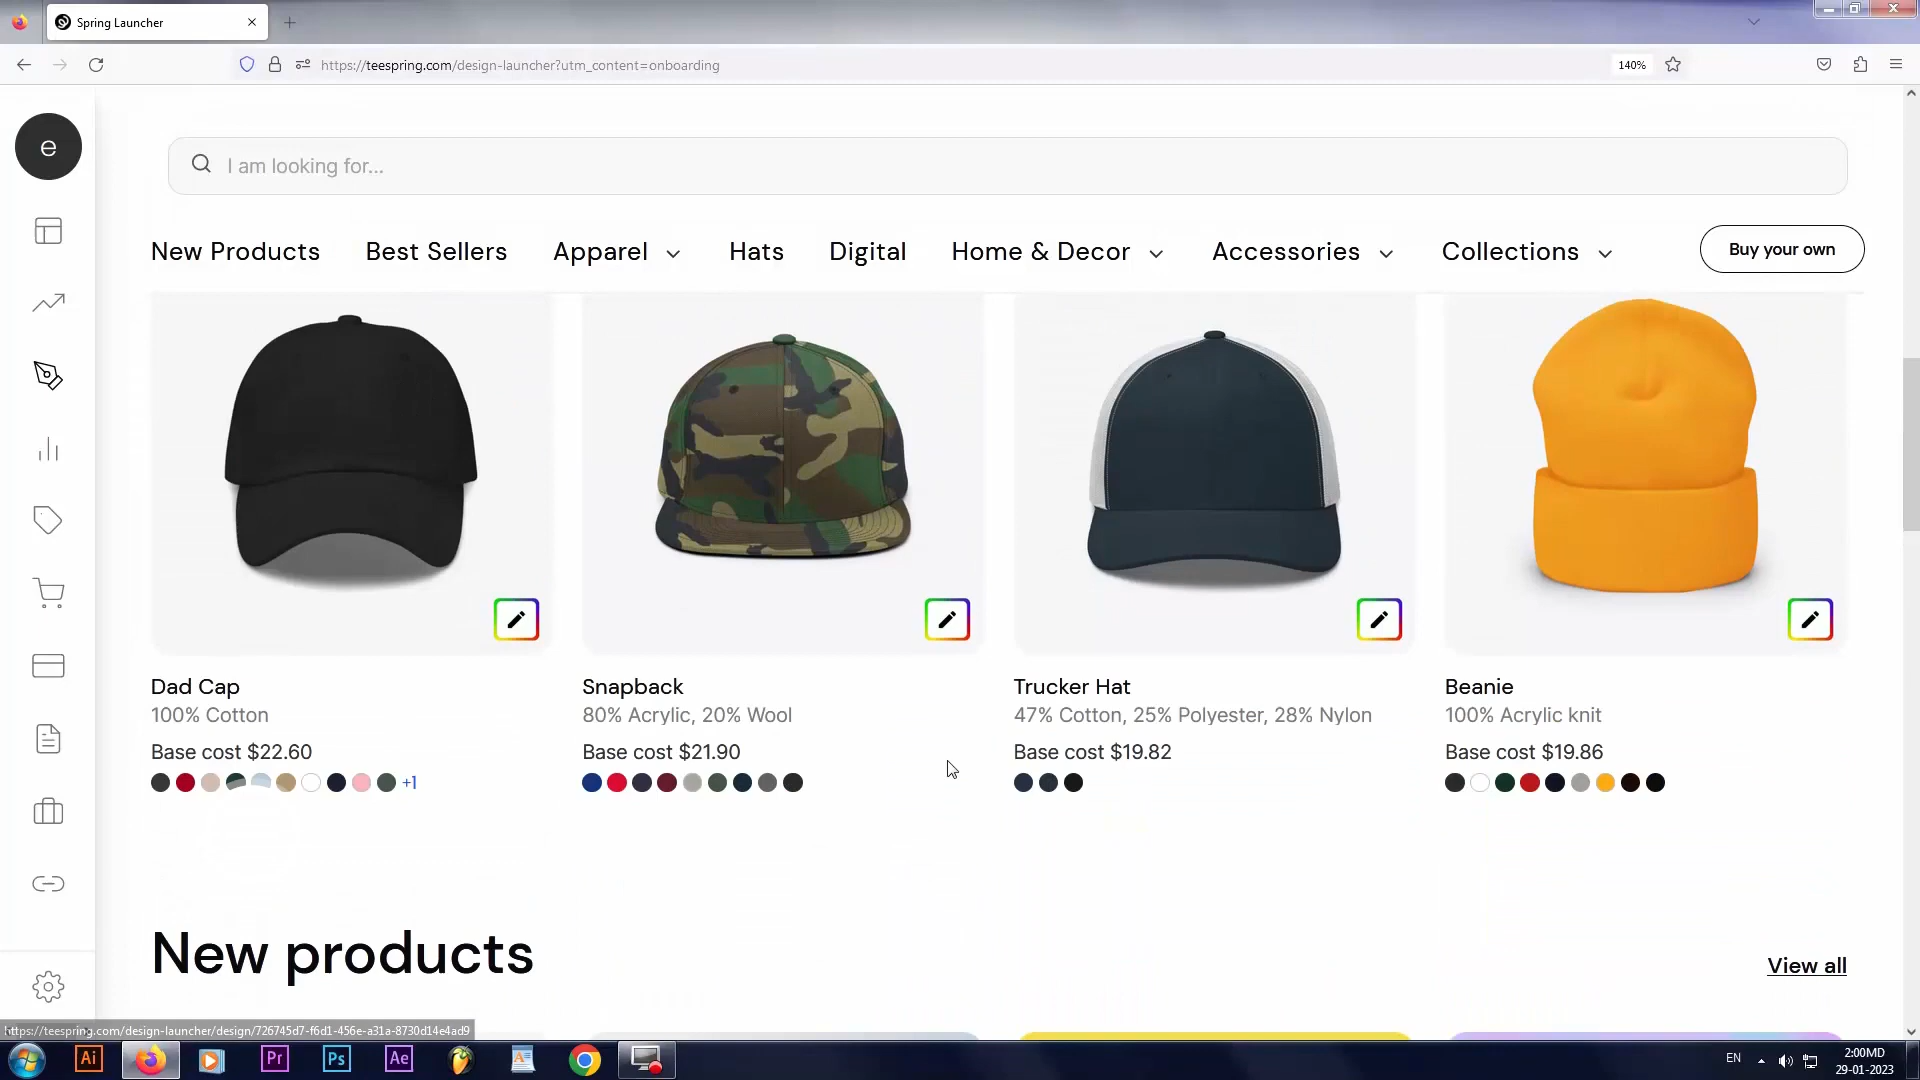 Spring Launcher
https://teespring.com/design-launcher?utm_content=onboarding
140%
e
I am looking for...
New Products Best Sellers Apparel Hats Digital Home & Decor Accessories Collections Buy your own
Dad Cap
100% Cotton
Base cost $22.60
+1
Snapback
80% Acrylic, 20% Wool
Base cost $21.90
Trucker Hat
47% Cotton, 25% Polyester, 28% Nylon
Base cost $19.82
Beanie
100% Acrylic knit
Base cost $19.86
New products
View all
https://teespring.com/design-launcher/design/726745d7-f6d1-456e-a31a-8730d14e4ad9
Ai
Pr
Ps
Ae
EN
2:00MD
29-01-2023